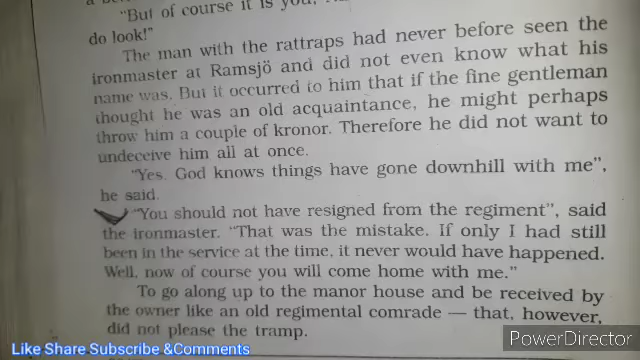 "But of course it is you,
do look!"
The man with the rattraps had never before seen the
ironmaster at Ramsjö and did not even know what his
name was. But it occurred to him that if the fine gentleman
thought he was an old acquaintance, he might perhaps
throw him a couple of kronor. Therefore he did not want to
undeceive him all at once.
"Yes. God knows things have gone downhill with me",
he said.
"You should not have resigned from the regiment", said
the ironmaster. "That was the mistake. If only I had still
been in the service at the time, it never would have happened.
Well, now of course you will come home with me."
To go along up to the manor house and be received by
the owner like an old regimental comrade — that, however,
did not please the tramp.
PowerDirector
Like Share Subscribe &Comments